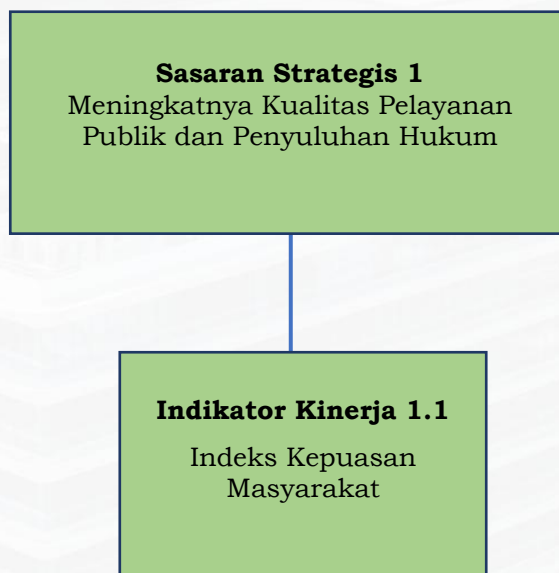 Sasaran Strategis 1
Meningkatnya Kualitas Pelayanan
Publik dan Penyuluhan Hukum
Indikator Kinerja 1.1
Indeks Kepuasan
Masyarakat